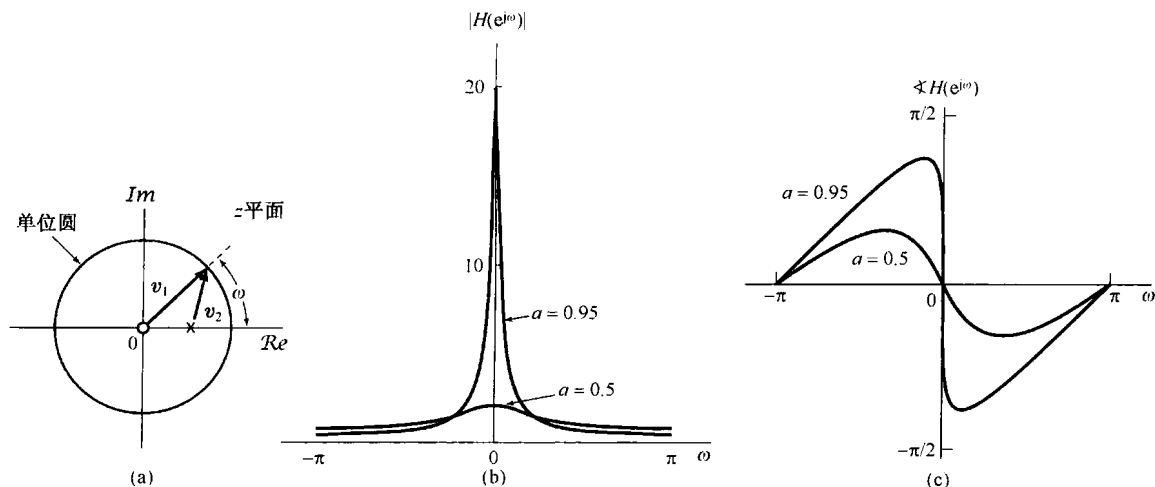 Im
单位圆
z平面
v₁
v₂
ω
0
Re
(a)
|H(e^jω)|
20
10
a = 0.95
a = 0.5
−π
0
π
ω
(b)
∢H(e^jω)
π/2
a = 0.95
a = 0.5
−π
0
π
ω
−π/2
(c)